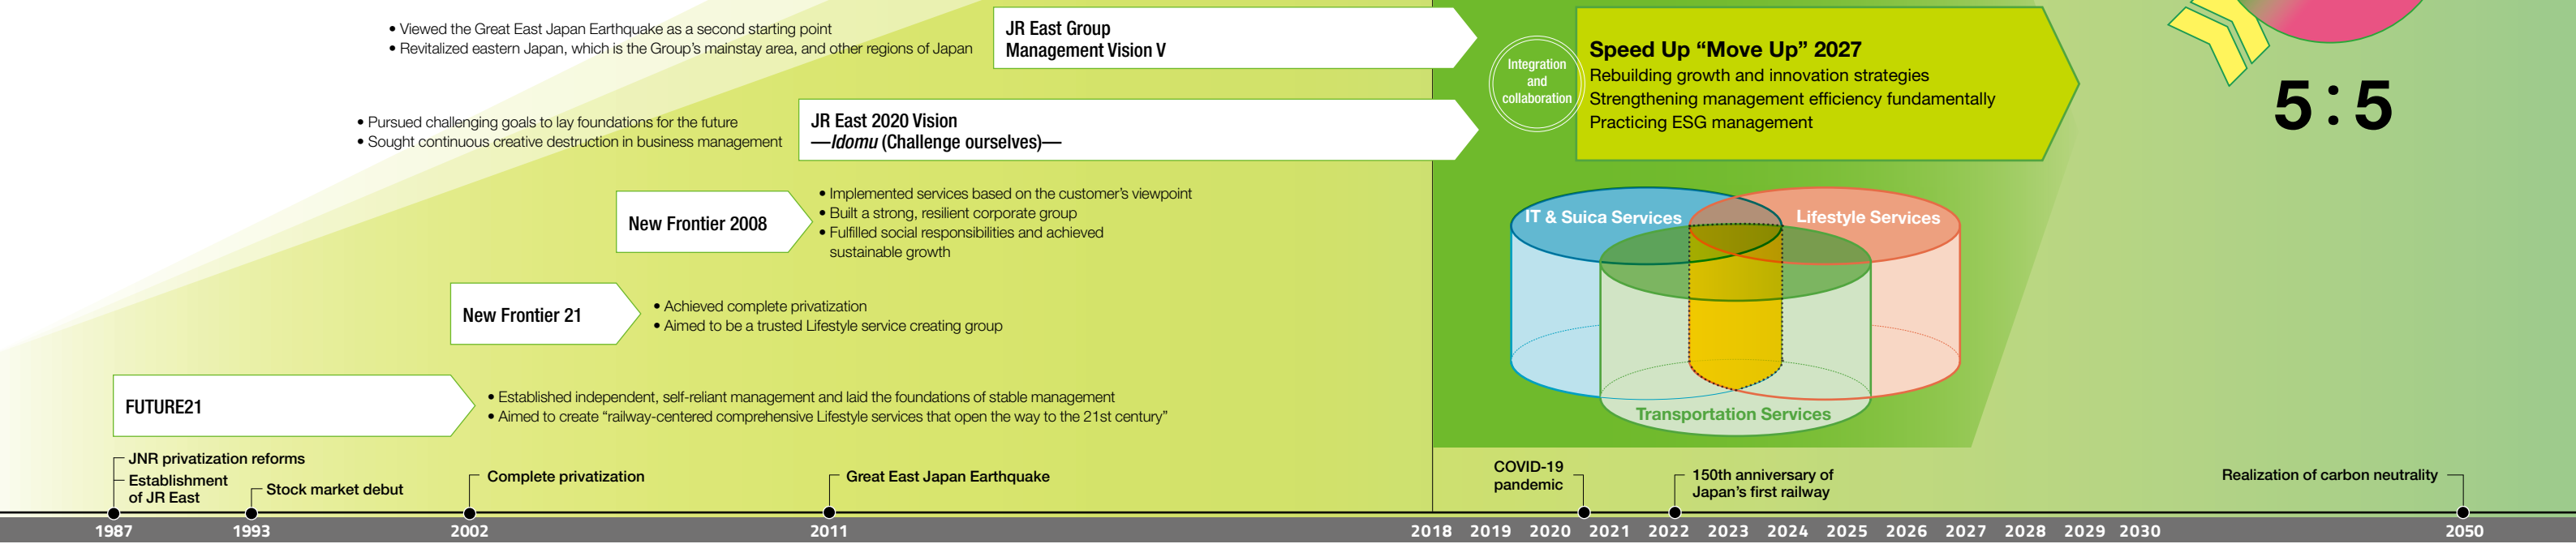 • Viewed the Great East Japan Earthquake as a second starting point
• Revitalized eastern Japan, which is the Group’s mainstay area, and other regions of Japan
JR East Group
Management Vision V
Integration
and
collaboration
Speed Up “Move Up” 2027
Rebuilding growth and innovation strategies
Strengthening management efficiency fundamentally
Practicing ESG management
5:5
• Pursued challenging goals to lay foundations for the future
• Sought continuous creative destruction in business management
JR East 2020 Vision
—Idomu (Challenge ourselves)—
New Frontier 2008
• Implemented services based on the customer’s viewpoint
• Built a strong, resilient corporate group
• Fulfilled social responsibilities and achieved
sustainable growth
IT & Suica Services
Lifestyle Services
Transportation Services
New Frontier 21
• Achieved complete privatization
• Aimed to be a trusted Lifestyle service creating group
FUTURE21
• Established independent, self-reliant management and laid the foundations of stable management
• Aimed to create “railway-centered comprehensive Lifestyle services that open the way to the 21st century”
JNR privatization reforms
Establishment
of JR East
Stock market debut
Complete privatization
Great East Japan Earthquake
COVID-19
pandemic
150th anniversary of
Japan’s first railway
Realization of carbon neutrality
1987 1993 2002 2011 2018 2019 2020 2021 2022 2023 2024 2025 2026 2027 2028 2029 2030 2050